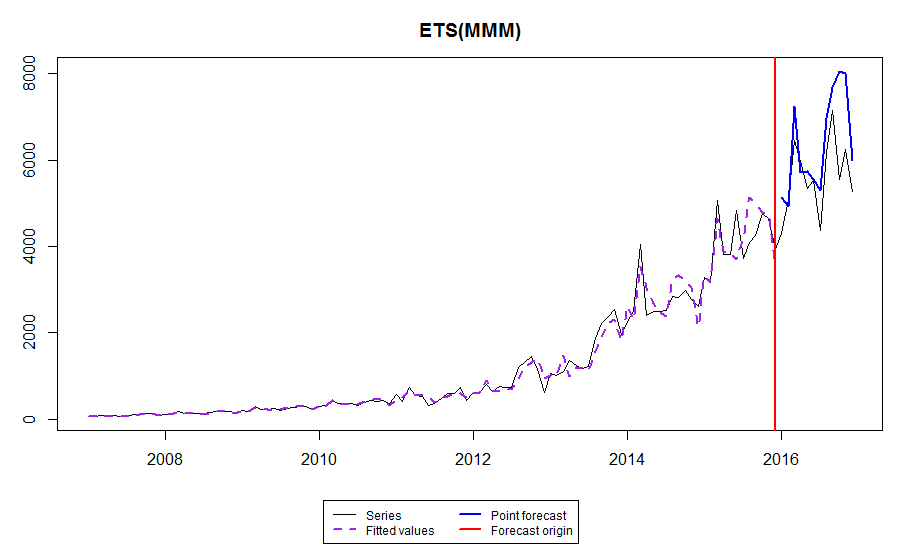 ETS(MMM)
8000
6000
4000
2000
0
2008 2010 2012 2014 2016
Series Point forecast
Fitted values Forecast origin